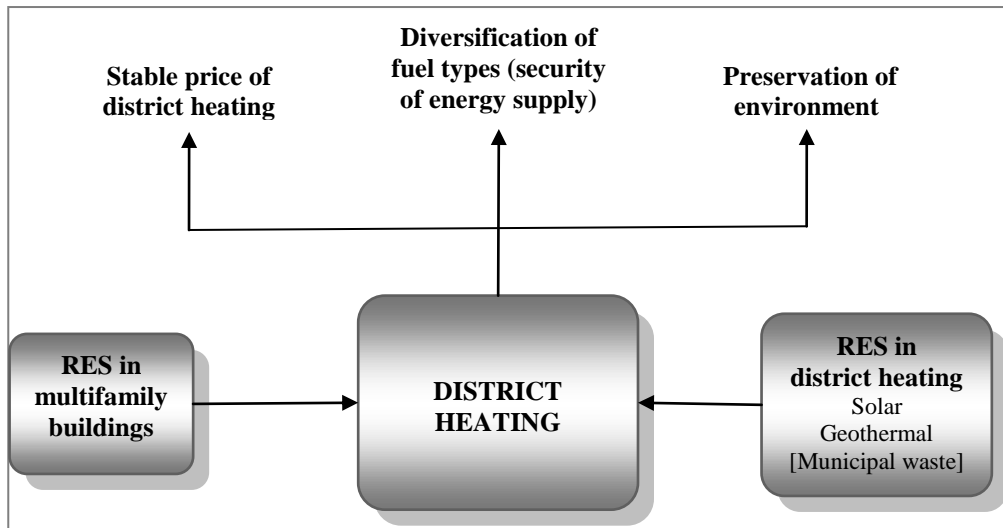 Stable price of
district heating
Diversification of
fuel types (security
of energy supply)
Preservation of
environment
RES in
multifamily
buildings
DISTRICT
HEATING
RES in
district heating
Solar
Geothermal
[Municipal waste]